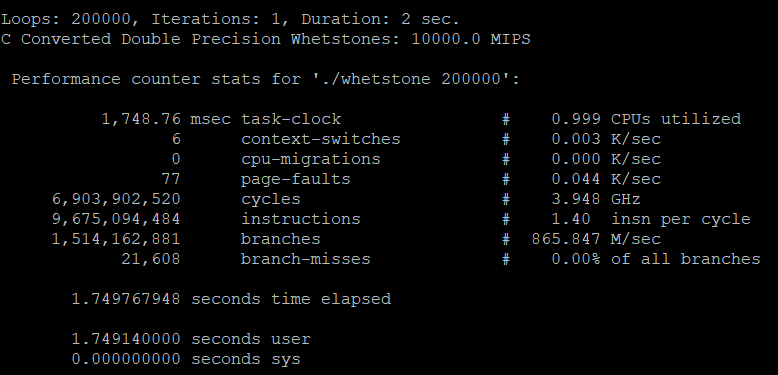 Loops: 200000, Iterations: 1, Duration: 2 sec.
C Converted Double Precision Whetstones: 10000.0 MIPS
Performance counter stats for './whetstone 200000':
1,748.76 msec task-clock # 0.999 CPUs utilized
6 context-switches # 0.003 K/sec
0 cpu-migrations # 0.000 K/sec
77 page-faults # 0.044 K/sec
6,903,902,520 cycles # 3.948 GHz
9,675,094,484 instructions # 1.40 insn per cycle
1,514,162,881 branches # 865.847 M/sec
21,608 branch-misses # 0.00% of all branches
1.749767948 seconds time elapsed
1.749140000 seconds user
0.000000000 seconds sys